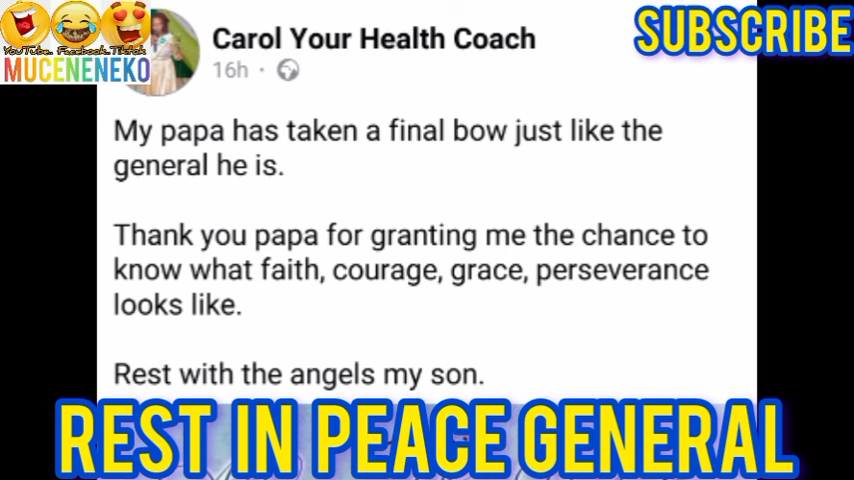 YouTube. Facebook. Tiktok
MUCENENEKO
SUBSCRIBE
Carol Your Health Coach
16h ·
My papa has taken a final bow just like the
general he is.
Thank you papa for granting me the chance to
know what faith, courage, grace, perseverance
looks like.
Rest with the angels my son.
REST IN PEACE GENERAL